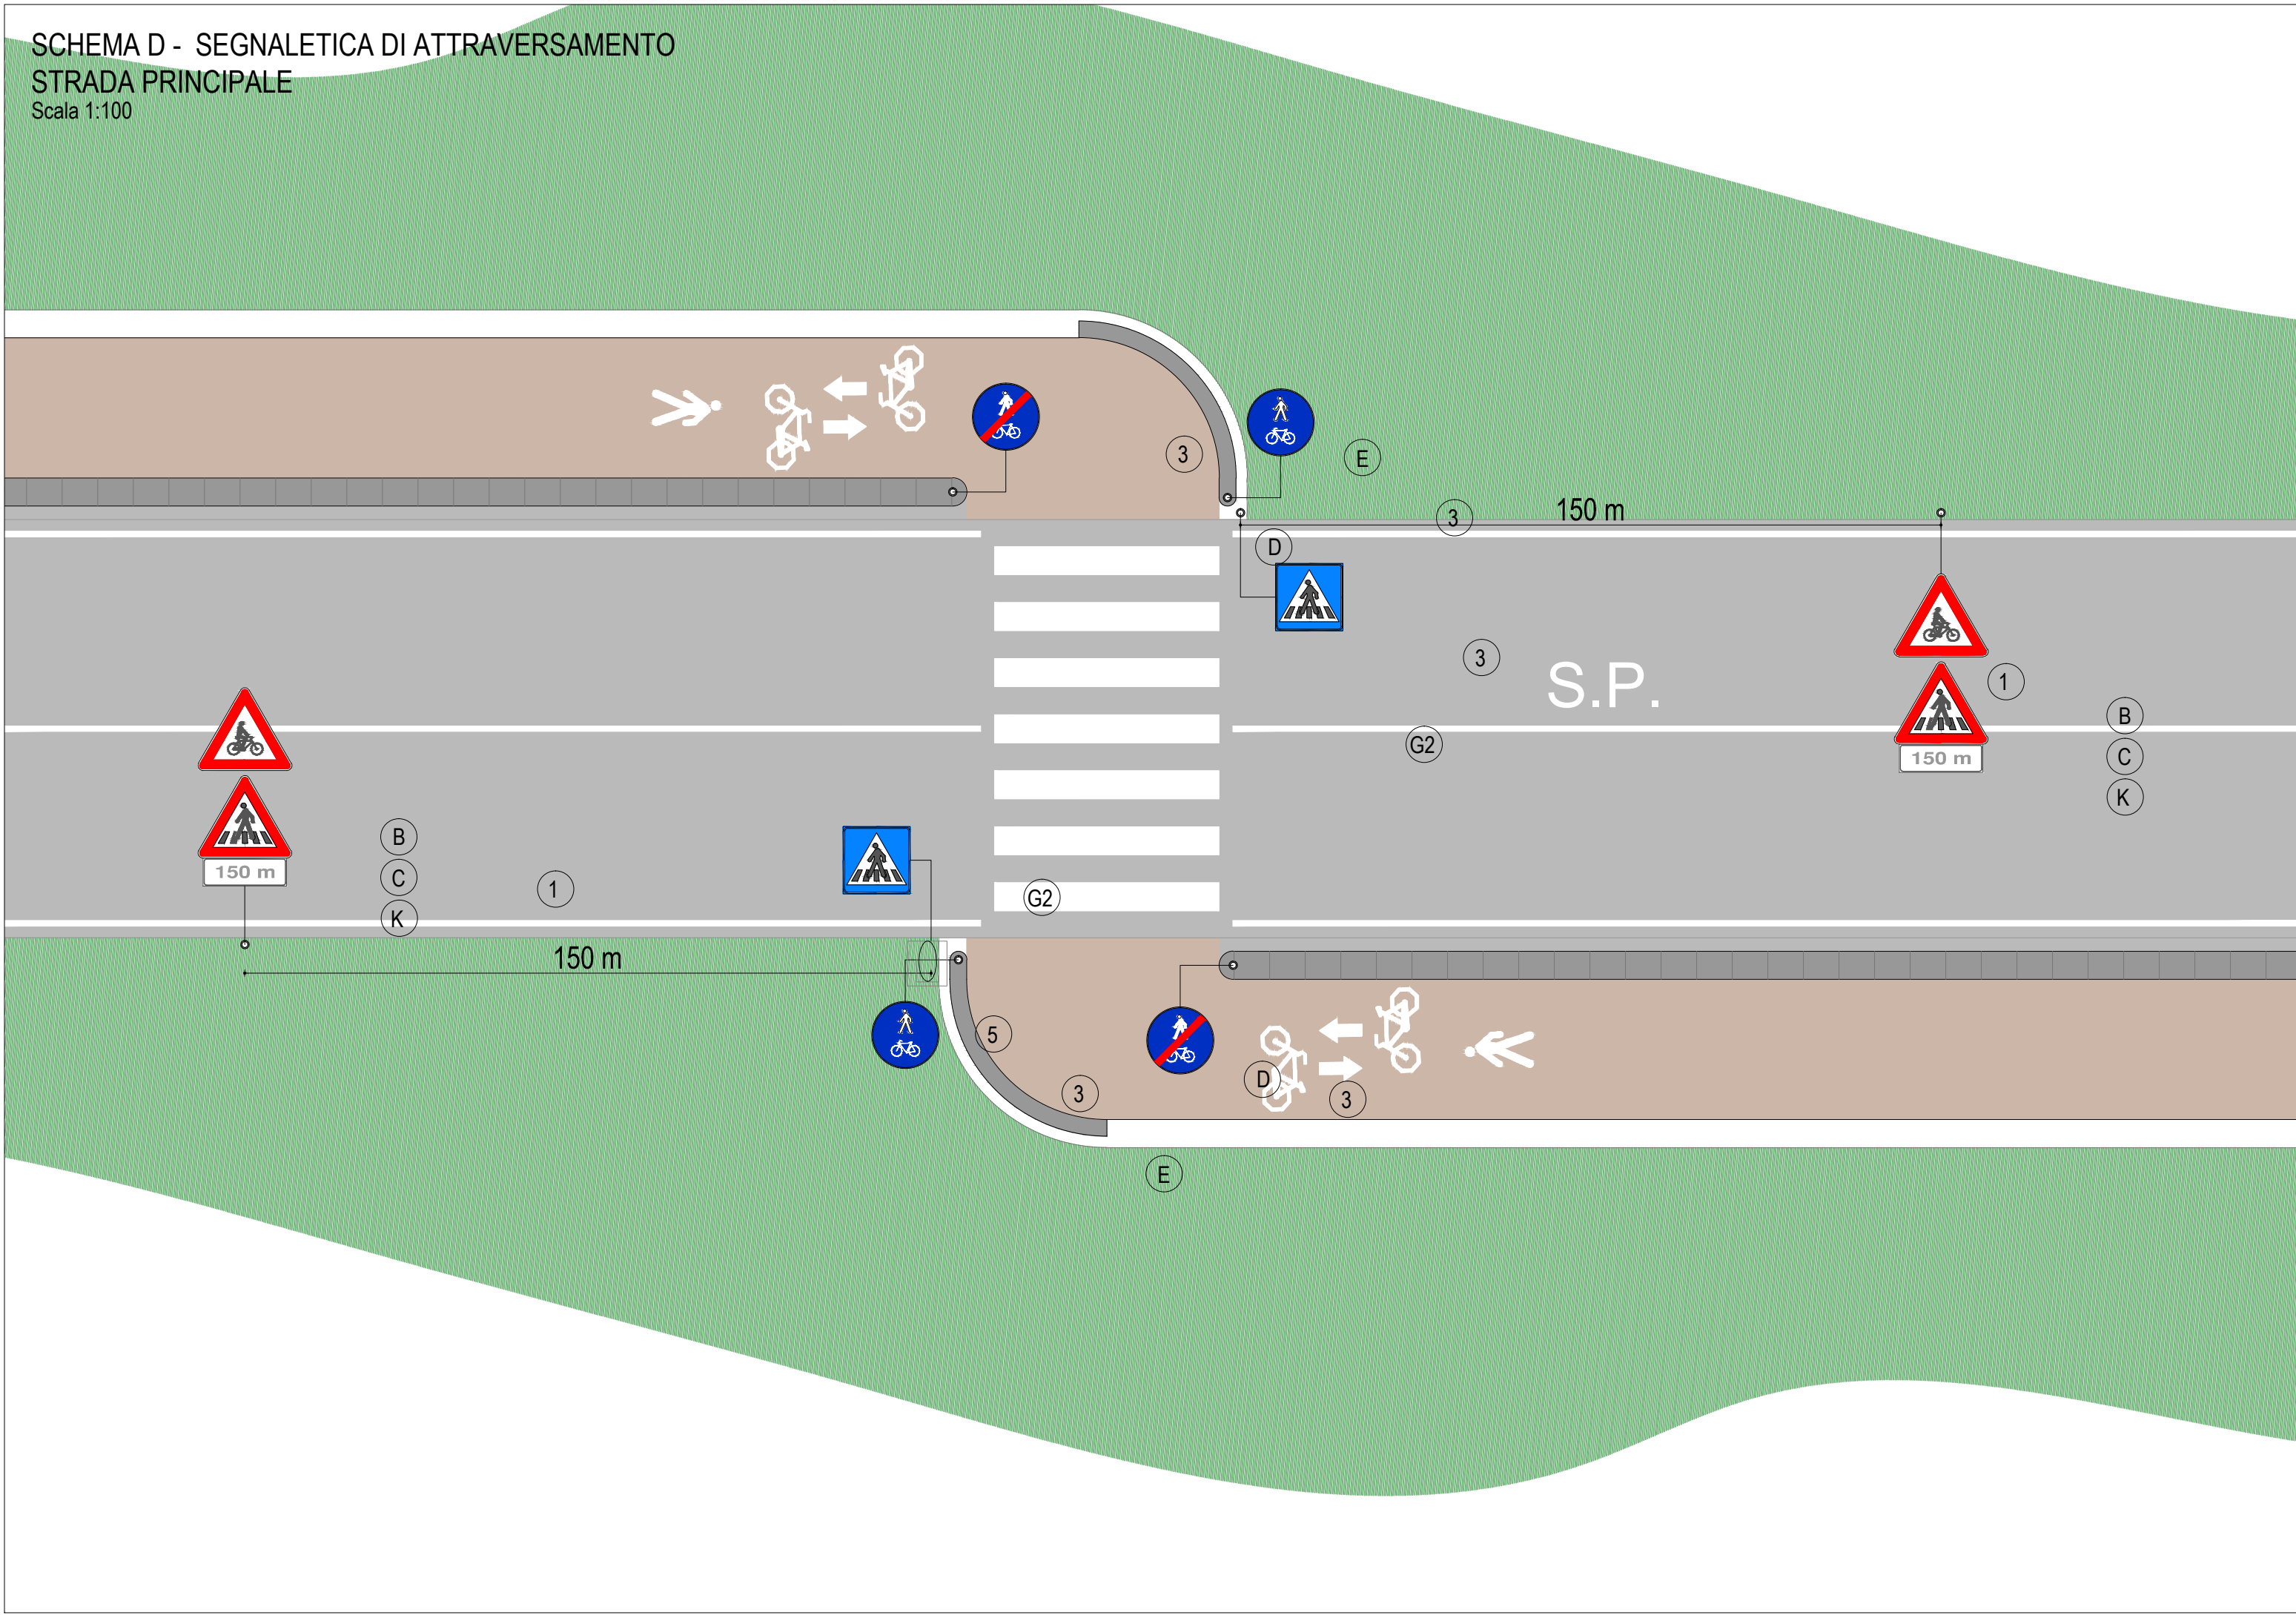 SCHEMA D - SEGNALETICA DI ATTRAVERSAMENTO
STRADA PRINCIPALE
Scala 1:100
3
E
3
150 m
D
3
S.P.
1
G2
B
C
K
150 m
B
C
K
150 m
1
G2
150 m
5
3
D
3
E